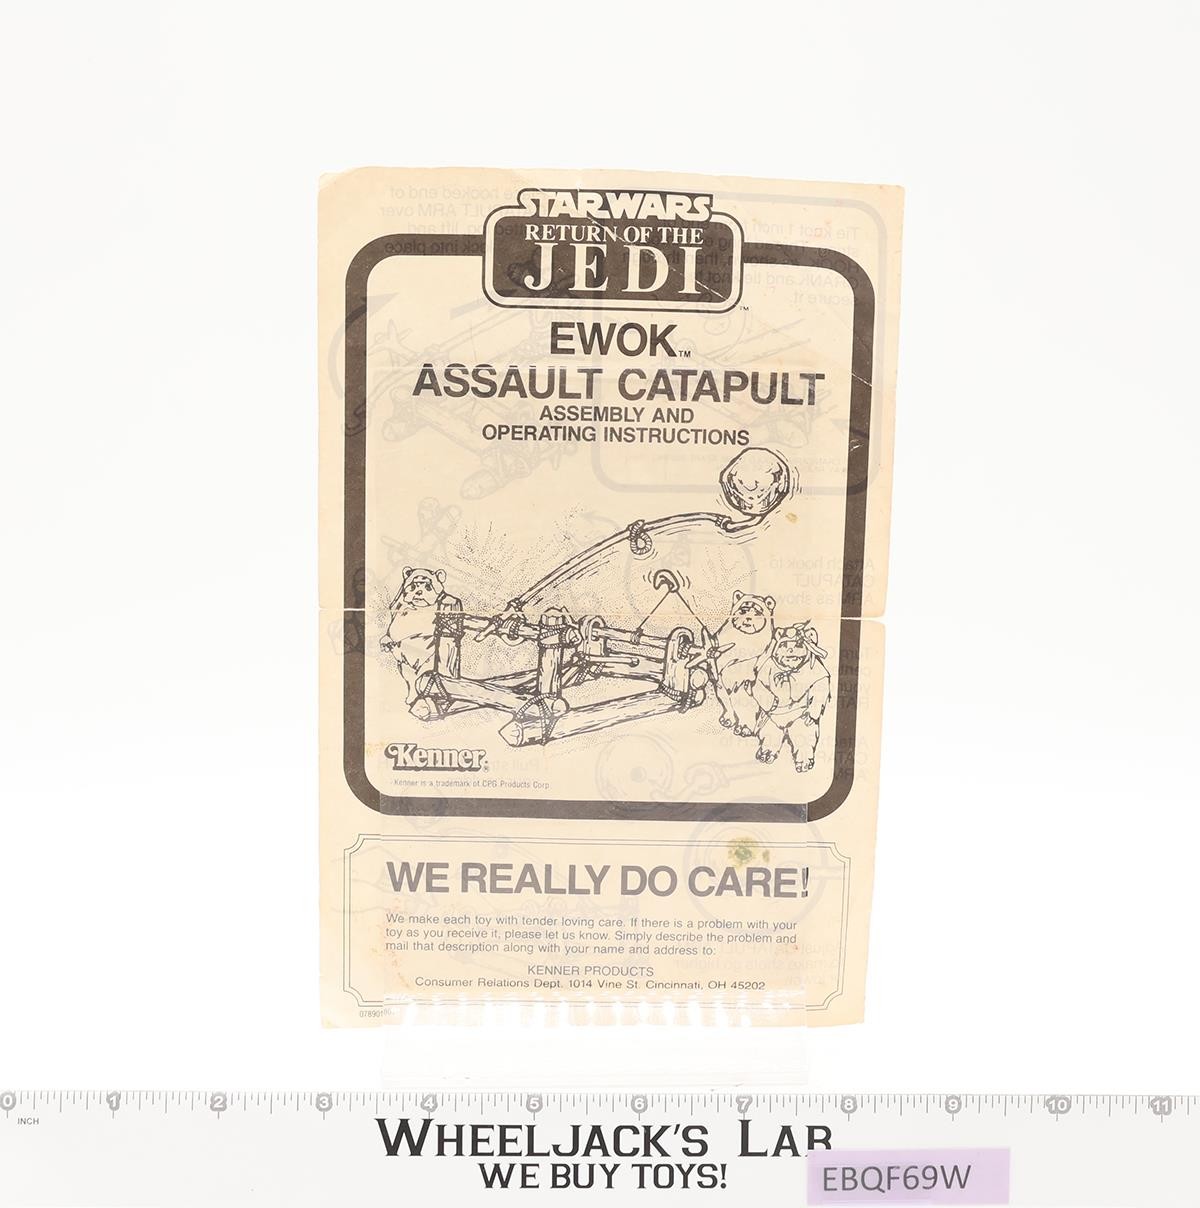 STAR WARS
RETURN OF THE
JEDI
TM
EWOK TM
ASSAULT CATAPULT
ASSEMBLY AND
OPERATING INSTRUCTIONS
Kenner®
Kenner is a trademark of CPG Products Corp
WE REALLY DO CARE!
We make each toy with tender loving care. If there is a problem with your
toy as you receive it, please let us know. Simply describe the problem and
mail that description along with your name and address to:
KENNER PRODUCTS
Consumer Relations Dept. 1014 Vine St. Cincinnati, OH 45202
0 1 2 3 4 5 6 7 8 9 10 11
INCH
WHEELJACK'S LAB
WE BUY TOYS!
EBQF69W